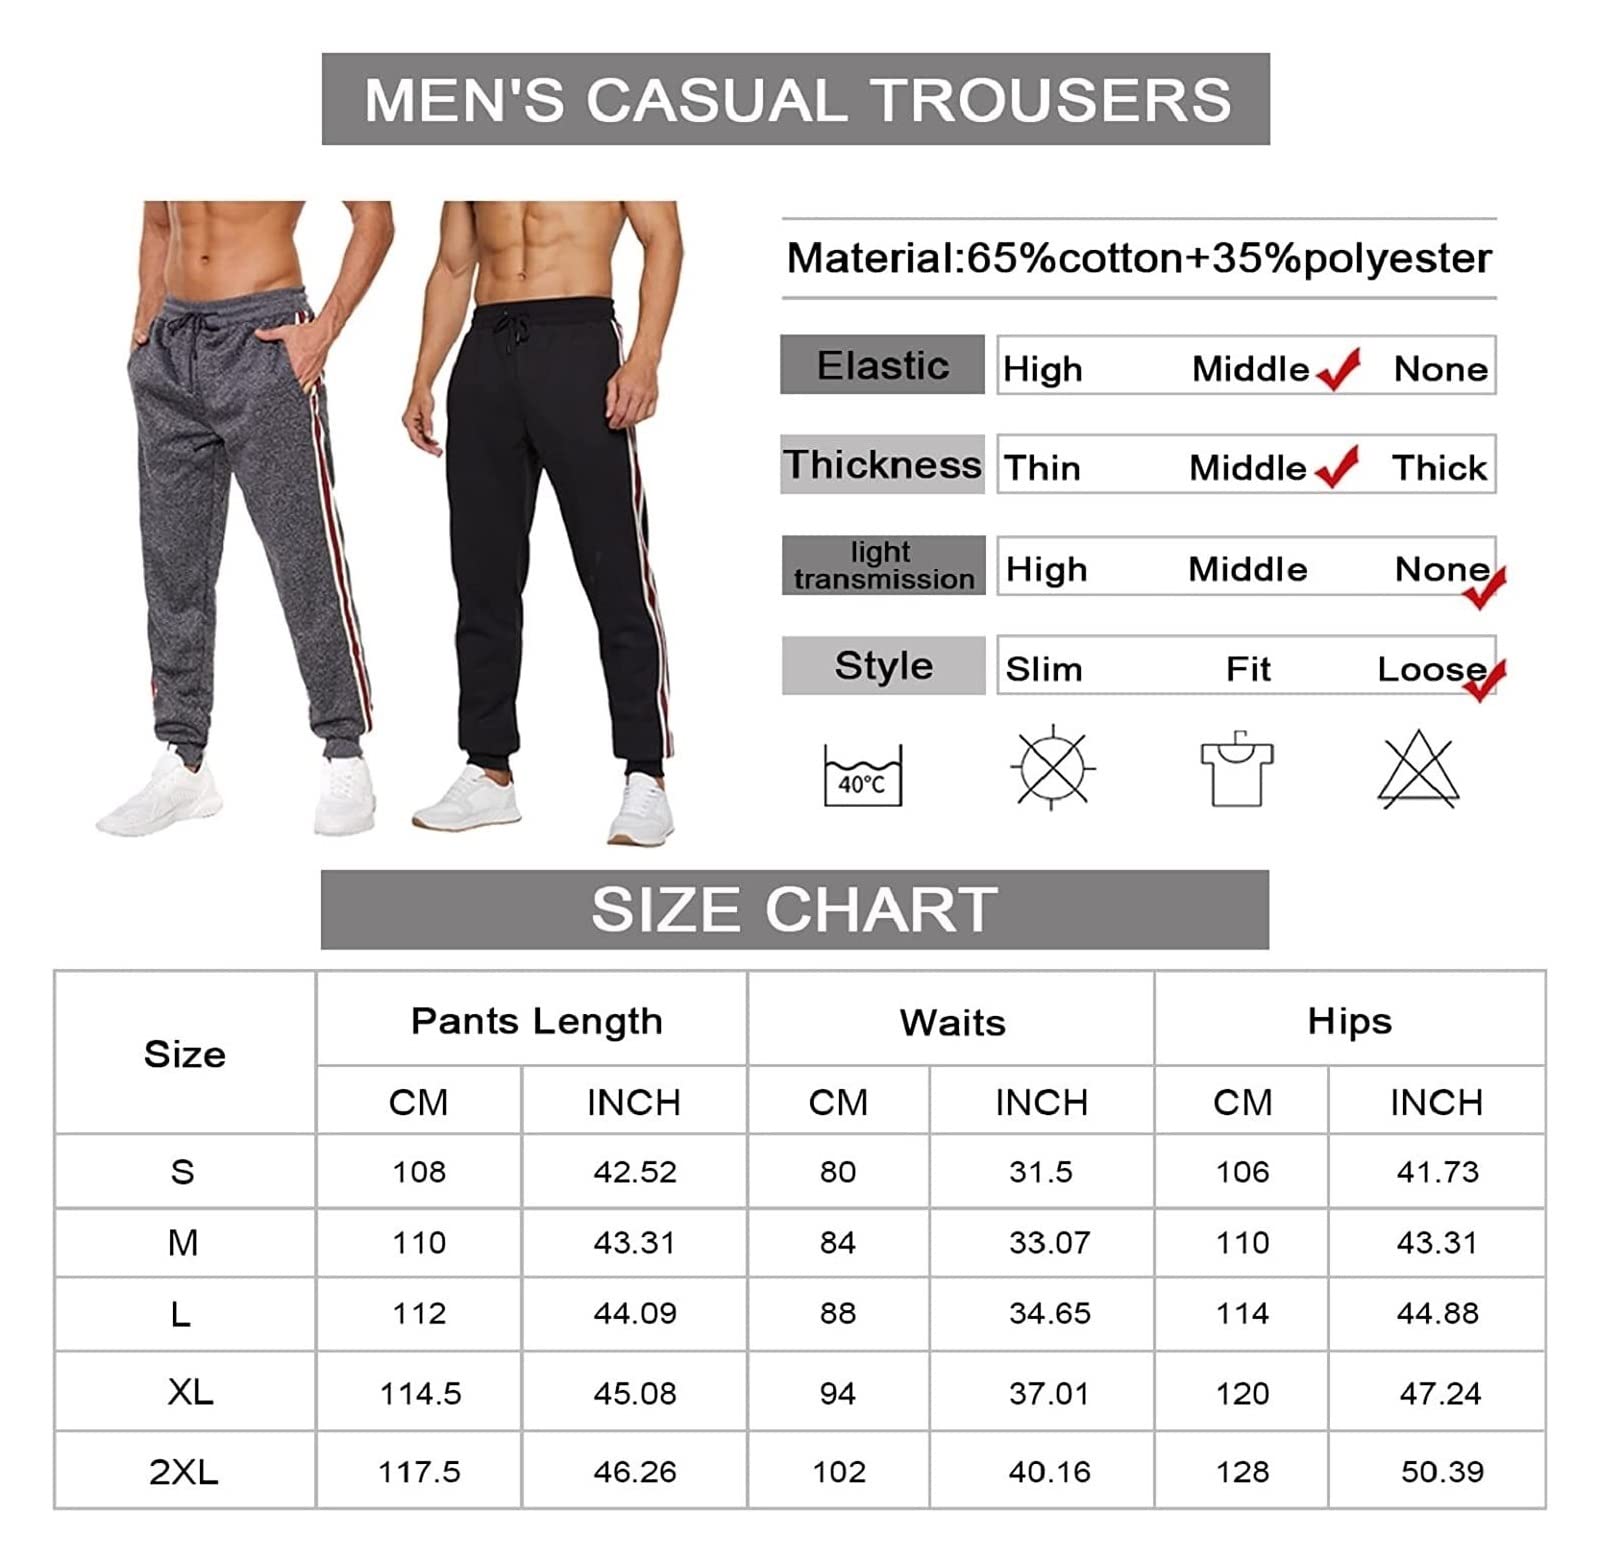 MEN'S CASUAL TROUSERS
Material:65%cotton+35%polyester
Elastic High Middle None
Thickness Thin Middle Thick
light
transmission High Middle None
Style Slim Fit Loose
40°C
SIZE CHART
Size Pants Length Waits Hips
CM INCH CM INCH CM INCH
S 108 42.52 80 31.5 106 41.73
M 110 43.31 84 33.07 110 43.31
L 112 44.09 88 34.65 114 44.88
XL 114.5 45.08 94 37.01 120 47.24
2XL 117.5 46.26 102 40.16 128 50.39